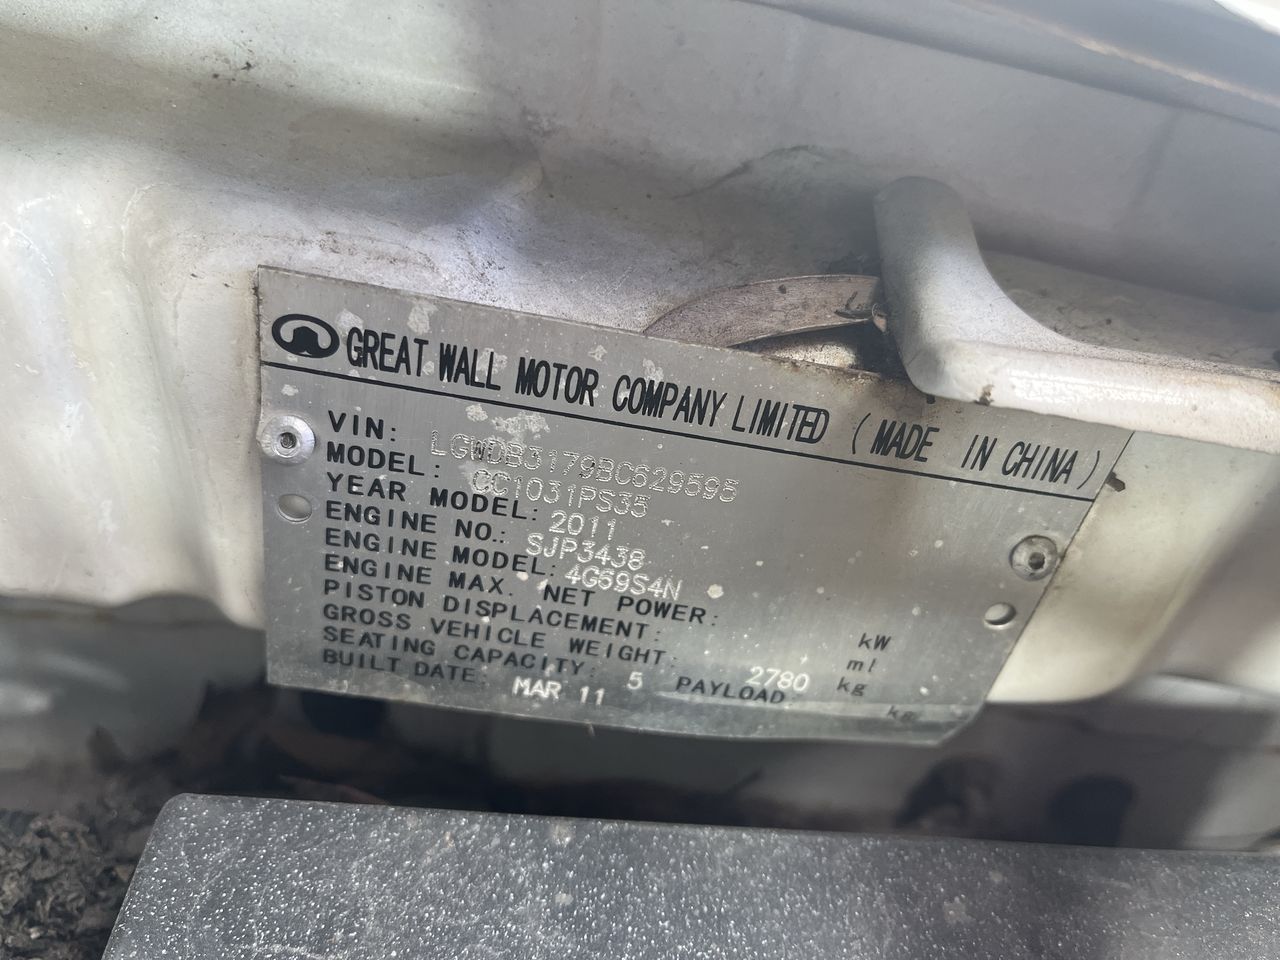 GREAT WALL MOTOR COMPANY LIMITED (MADE IN CHINA)
VIN: LGWDB3179BC629595
MODEL: CC1031PS35
YEAR MODEL: 2011
ENGINE NO.: SJP3438
ENGINE MODEL: 4G69S4N
ENGINE MAX. NET POWER: kW
PISTON DISPLACEMENT: ml
GROSS VEHICLE WEIGHT: 2780 kg
SEATING CAPACITY: 5 PAYLOAD: kg
BUILT DATE: MAR 11